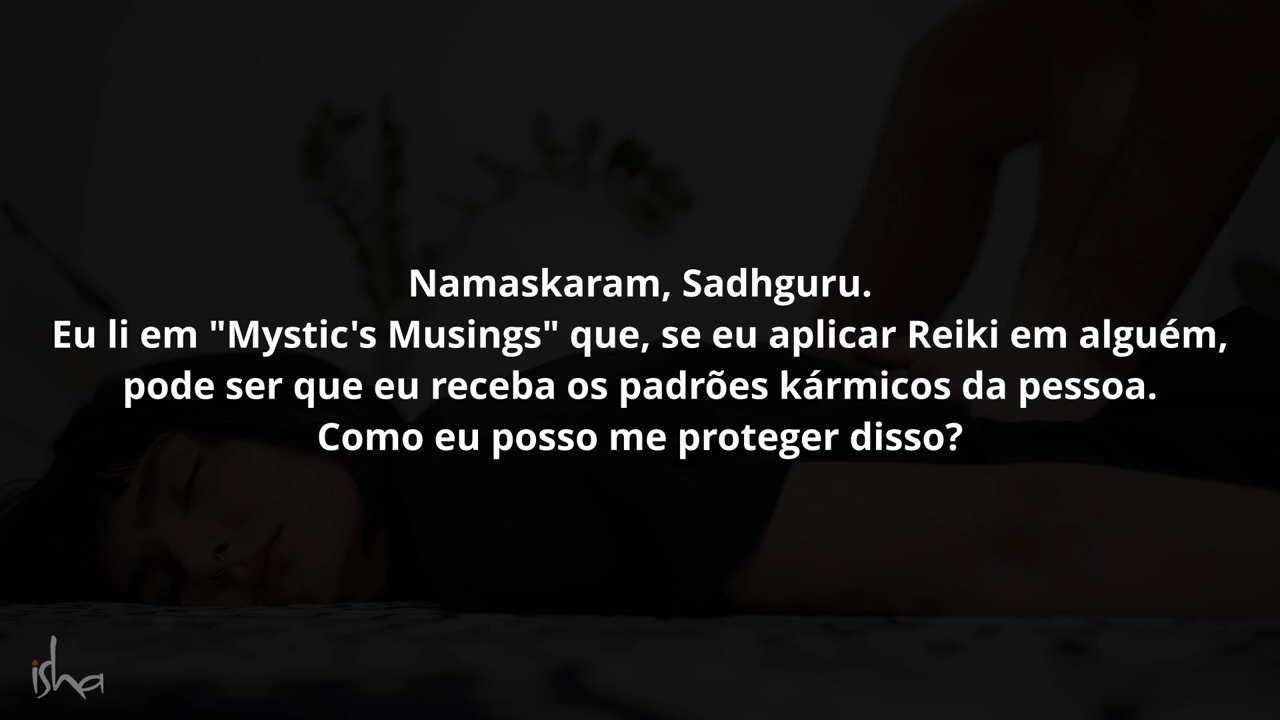 Namaskaram, Sadhguru.
Eu li em "Mystic's Musings" que, se eu aplicar Reiki em alguém,
pode ser que eu receba os padrões kármicos da pessoa.
Como eu posso me proteger disso?
isha